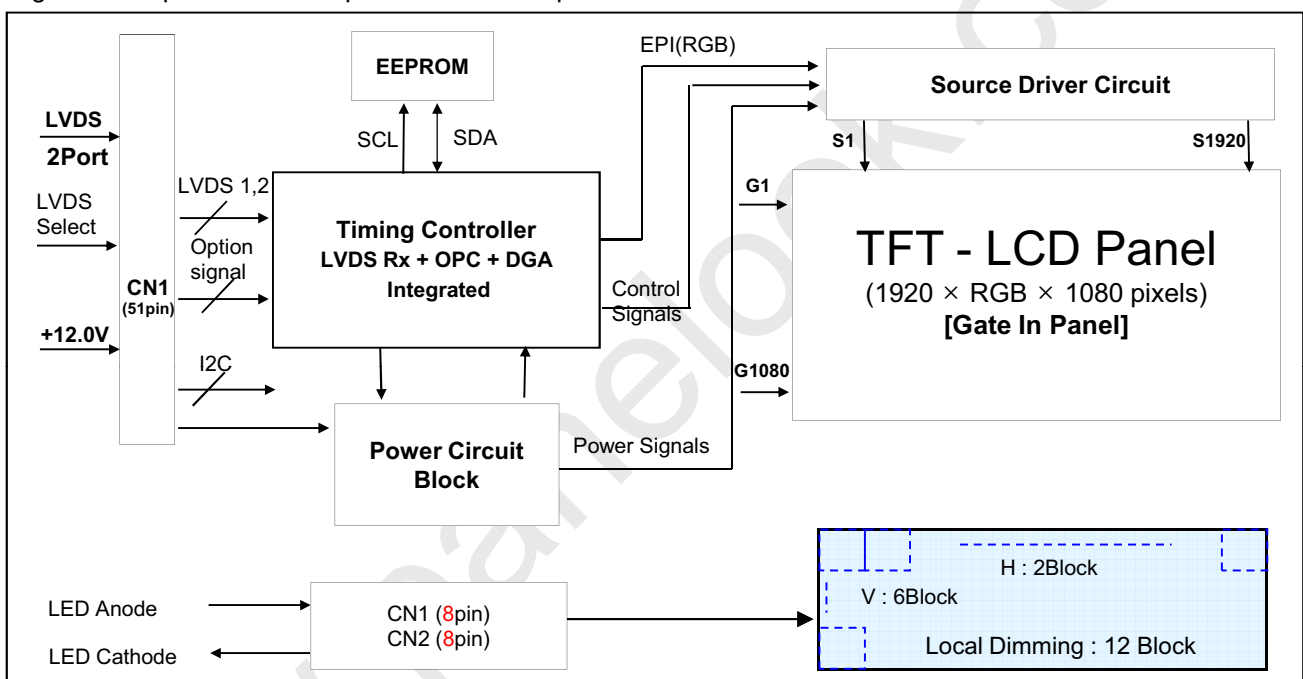 EEPROM
EPI(RGB)
Source Driver Circuit
LVDS
2Port
SCL
SDA
S1
S1920
LVDS
Select
LVDS 1,2
G1
Option
signal
Timing Controller
LVDS Rx + OPC + DGA
Integrated
TFT - LCD Panel
(1920 × RGB × 1080 pixels)
[Gate In Panel]
CN1
(51pin)
Control
Signals
+12.0V
I2C
G1080
Power Circuit
Block
Power Signals
H : 2Block
V : 6Block
Local Dimming : 12 Block
LED Anode
CN1 (8pin)
CN2 (8pin)
LED Cathode